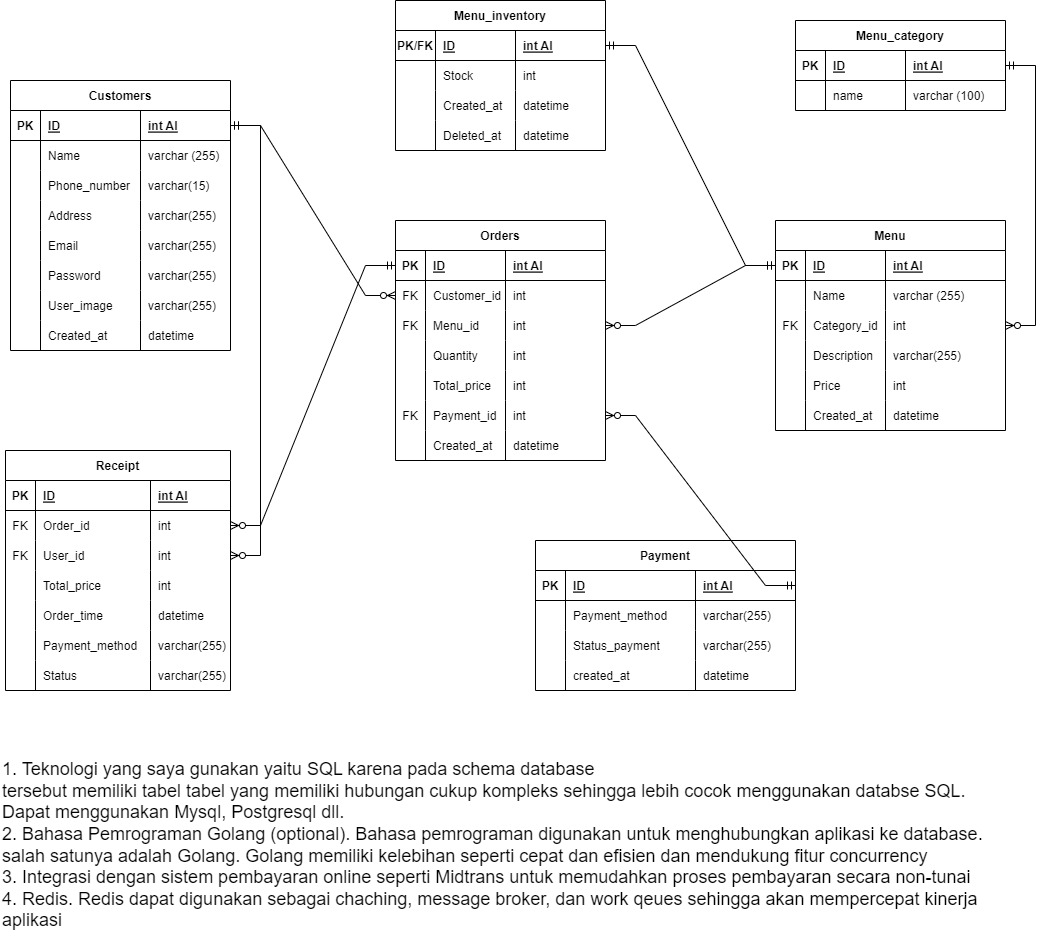 Menu_inventory
PK/FK ID int AI
Stock int
Created_at datetime
Deleted_at datetime
Menu_category
PK ID int AI
name varchar (100)
Customers
PK ID int AI
Name varchar (255)
Phone_number varchar(15)
Address varchar(255)
Email varchar(255)
Password varchar(255)
User_image varchar(255)
Created_at datetime
Orders
PK ID int AI
FK Customer_id int
FK Menu_id int
Quantity int
Total_price int
FK Payment_id int
Created_at datetime
Menu
PK ID int AI
Name varchar (255)
FK Category_id int
Description varchar(255)
Price int
Created_at datetime
Receipt
PK ID int AI
FK Order_id int
FK User_id int
Total_price int
Order_time datetime
Payment_method varchar(255)
Status varchar(255)
Payment
PK ID int AI
Payment_method varchar(255)
Status_payment varchar(255)
created_at datetime
1. Teknologi yang saya gunakan yaitu SQL karena pada schema database
tersebut memiliki tabel tabel yang memiliki hubungan cukup kompleks sehingga lebih cocok menggunakan databse SQL.
Dapat menggunakan Mysql, Postgresql dll.
2. Bahasa Pemrograman Golang (optional). Bahasa pemrograman digunakan untuk menghubungkan aplikasi ke database.
salah satunya adalah Golang. Golang memiliki kelebihan seperti cepat dan efisien dan mendukung fitur concurrency
3. Integrasi dengan sistem pembayaran online seperti Midtrans untuk memudahkan proses pembayaran secara non-tunai
4. Redis. Redis dapat digunakan sebagai chaching, message broker, dan work qeues sehingga akan mempercepat kinerja
aplikasi